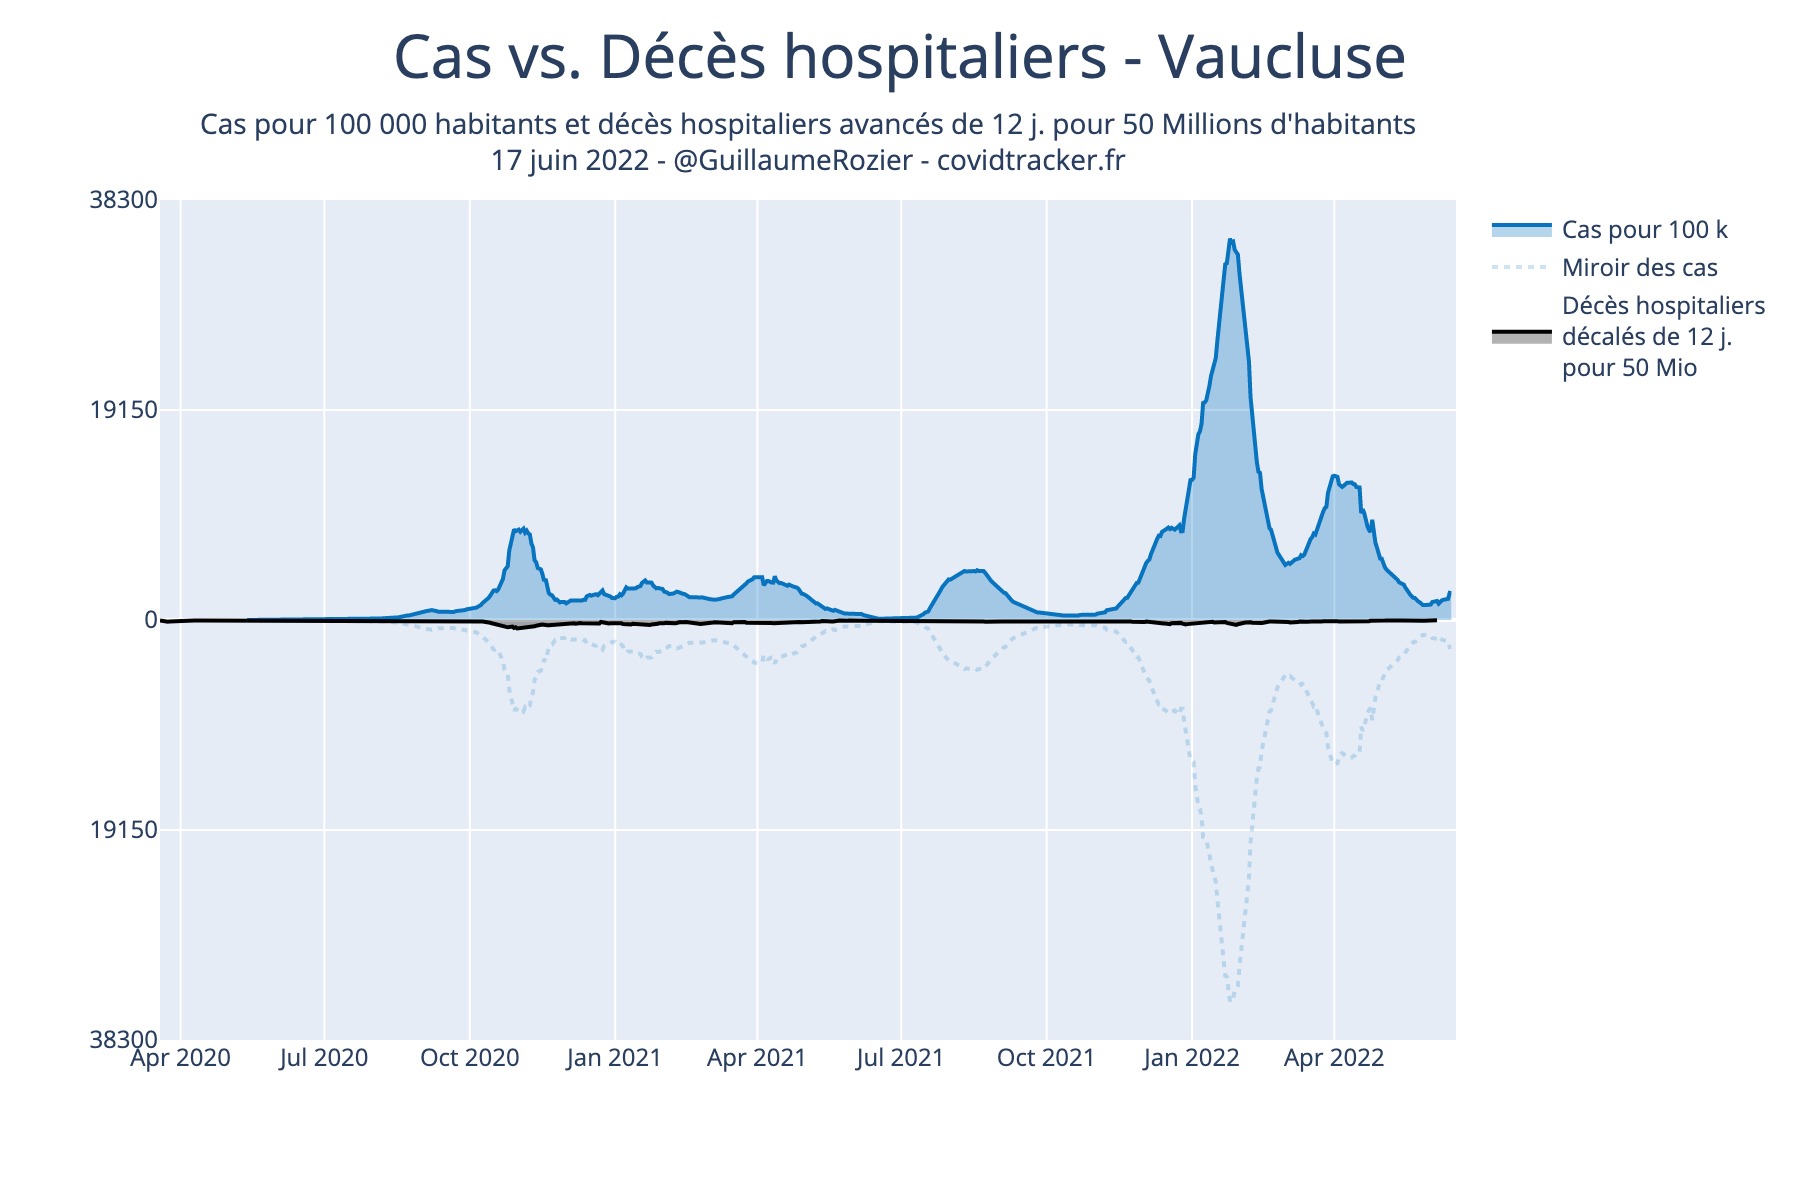 Cas vs. Décès hospitaliers - Vaucluse
Cas pour 100 000 habitants et décès hospitaliers avancés de 12 j. pour 50 Millions d'habitants
17 juin 2022 - @GuillaumeRozier - covidtracker.fr
38300
19150
0
19150
38300
Apr 2020
Jul 2020
Oct 2020
Jan 2021
Apr 2021
Jul 2021
Oct 2021
Jan 2022
Apr 2022
Cas pour 100 k
Miroir des cas
Décès hospitaliers
décalés de 12 j.
pour 50 Mio